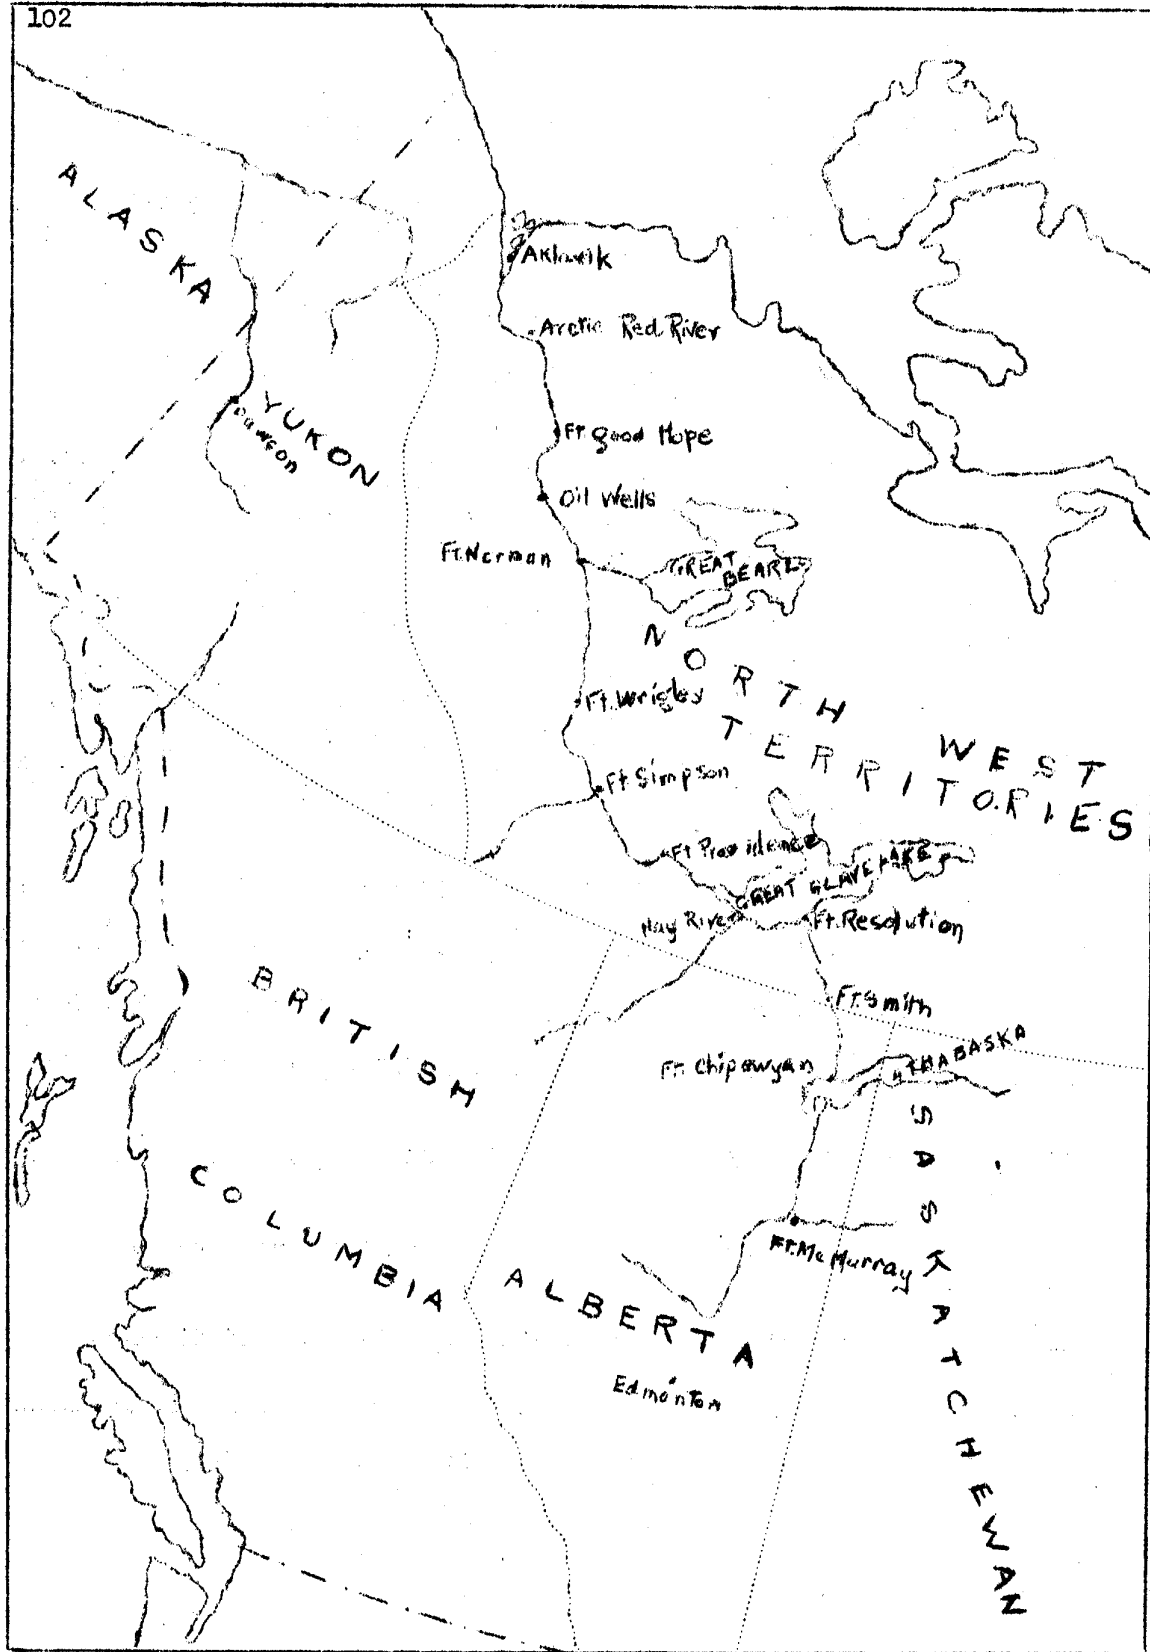 102
ALASKA
Aklavik
Arctic Red River
YUKON
Dawson
Ft. Good Hope
Oil Wells
Ft. Norman
GREAT BEAR L
NORTH WEST
TERRITORIES
Ft. Wrigley
Ft. Simpson
Ft Providence
GREAT SLAVE LAKE
Hay River
Ft. Resolution
BRITISH
COLUMBIA
Ft. Smith
Ft. Chipewyan
ATHABASKA
SASKATCHEWAN
Ft. McMurray
ALBERTA
Edmonton